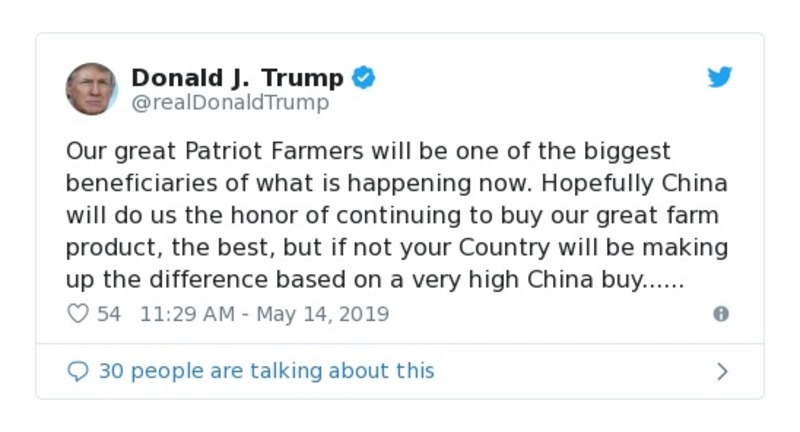 Donald J. Trump
@realDonaldTrump
Our great Patriot Farmers will be one of the biggest
beneficiaries of what is happening now. Hopefully China
will do us the honor of continuing to buy our great farm
product, the best, but if not your Country will be making
up the difference based on a very high China buy......
54 11:29 AM - May 14, 2019
30 people are talking about this